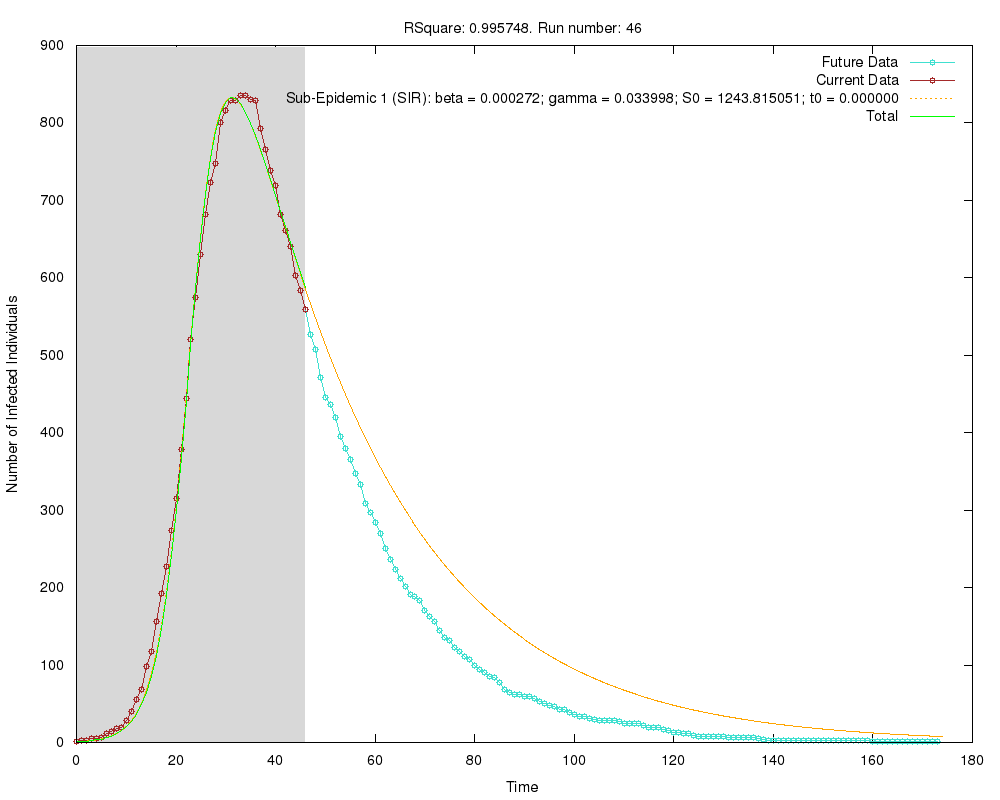 RSquare: 0.995748. Run number: 46
Future Data
Current Data
Sub-Epidemic 1 (SIR): beta = 0.000272; gamma = 0.033998; S0 = 1243.815051; t0 = 0.000000
Total
900
800
700
600
500
400
300
200
100
0
Number of Infected Individuals
0 20 40 60 80 100 120 140 160 180
Time